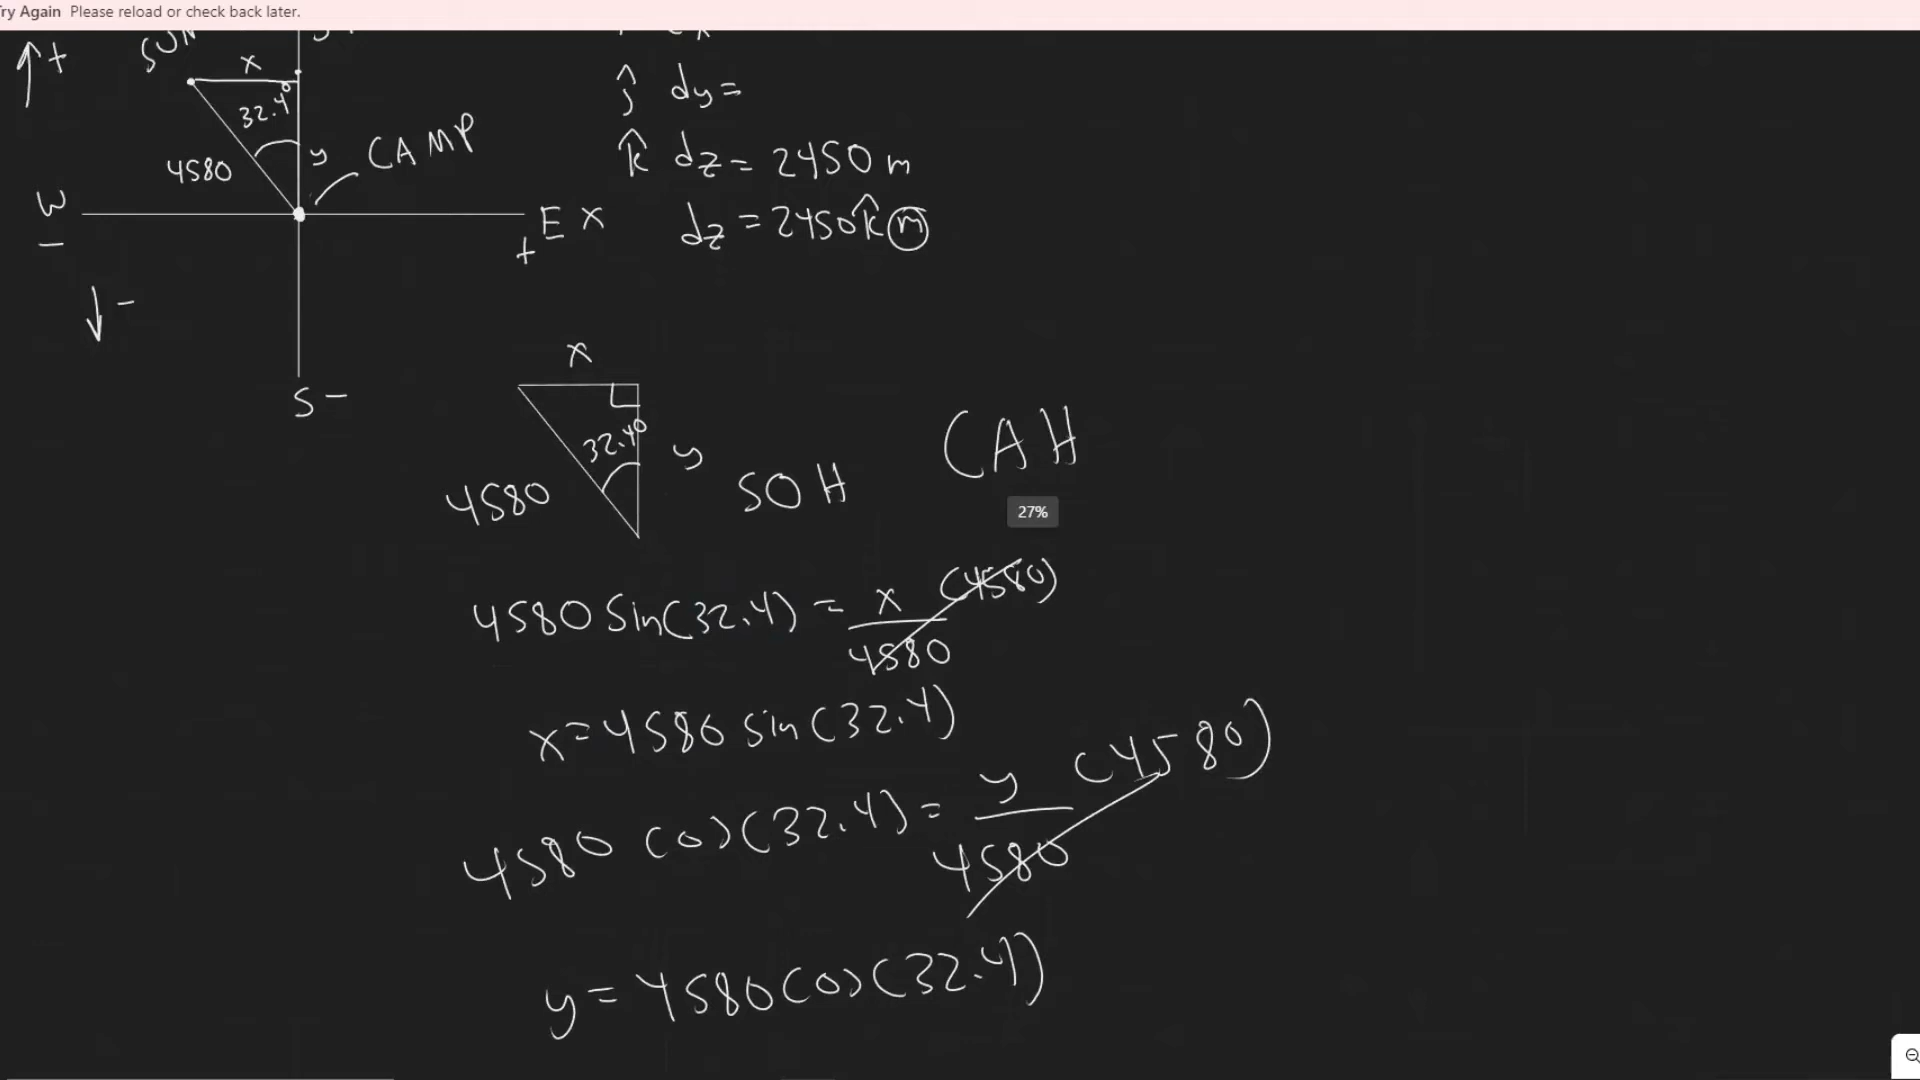 Try Again Please reload or check back later.
+
SUM
x
32.4°
4580
y
CAMP
W
-
E x
+
-
S -
ĵ dy =
k̂ dz = 2450 m
dz = 2450k̂ m
x
32.4°
4580
y
SOH
CAH
27%
4580 sin(32.4) = x/4580 (4580)
x = 4580 sin(32.4)
4580 cos(32.4) = y/4580 (4580)
y = 4580 cos(32.4)